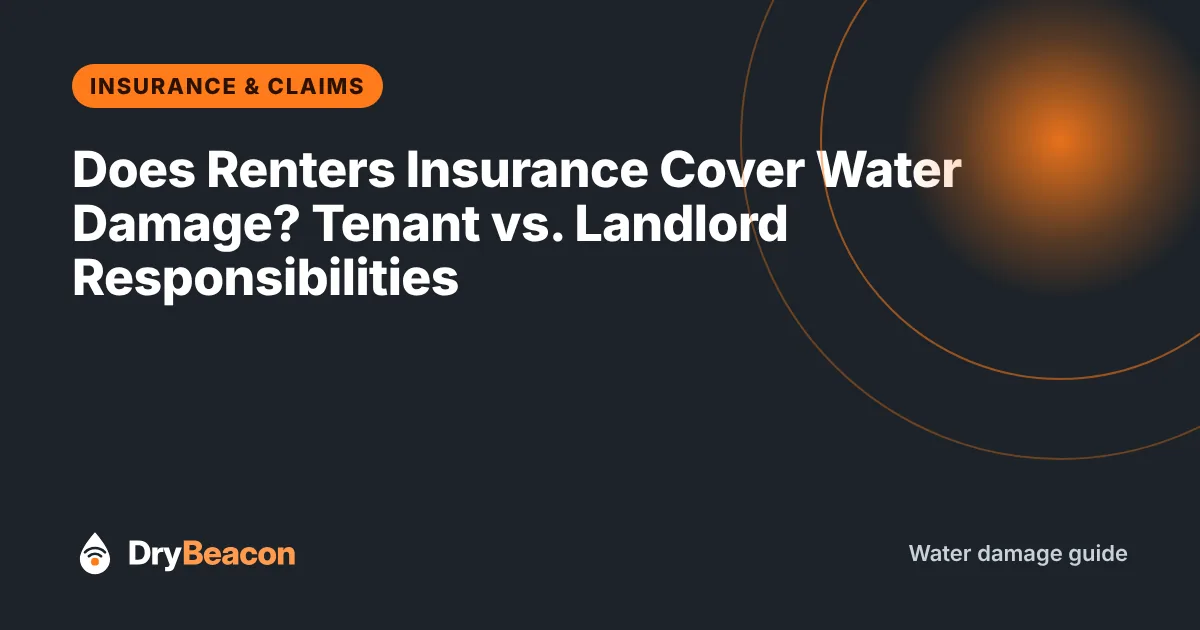 INSURANCE & CLAIMS
Does Renters Insurance Cover Water
Damage? Tenant vs. Landlord
Responsibilities
DryBeacon
Water damage guide